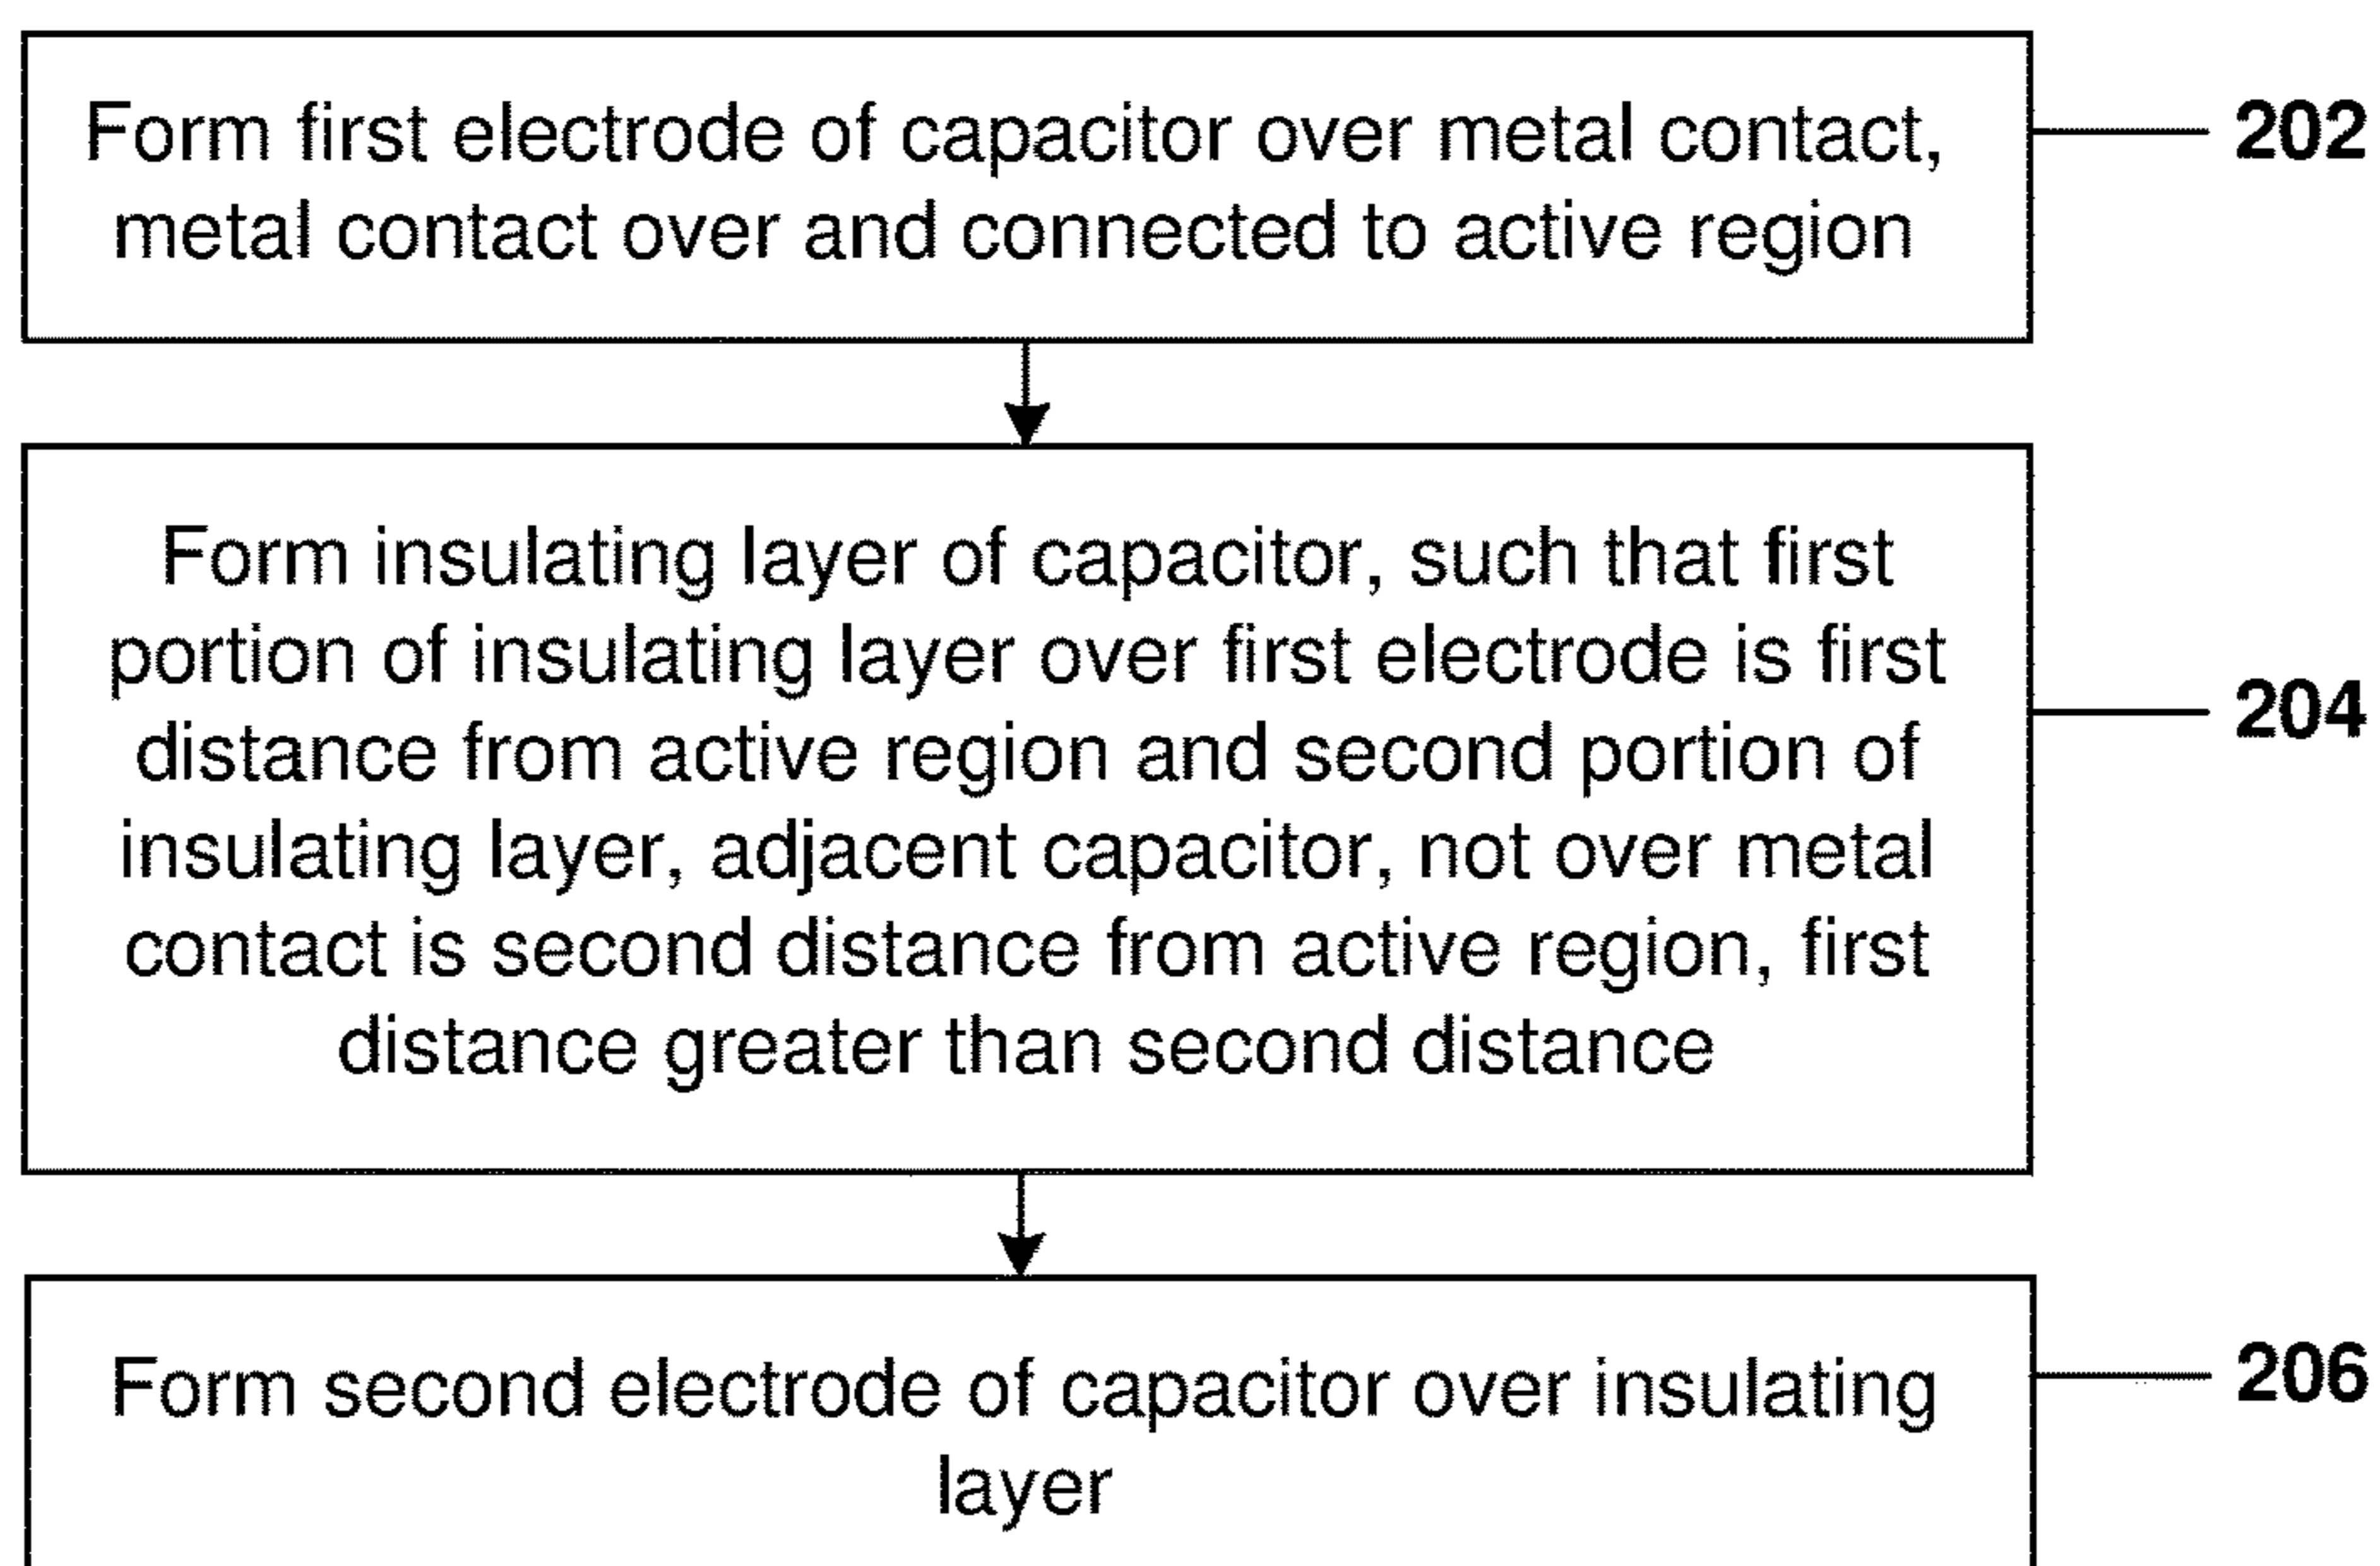 Form first electrode of capacitor over metal contact,
metal contact over and connected to active region
202
Form insulating layer of capacitor, such that first
portion of insulating layer over first electrode is first
distance from active region and second portion of
insulating layer, adjacent capacitor, not over metal
contact is second distance from active region, first
distance greater than second distance
204
Form second electrode of capacitor over insulating
layer
206